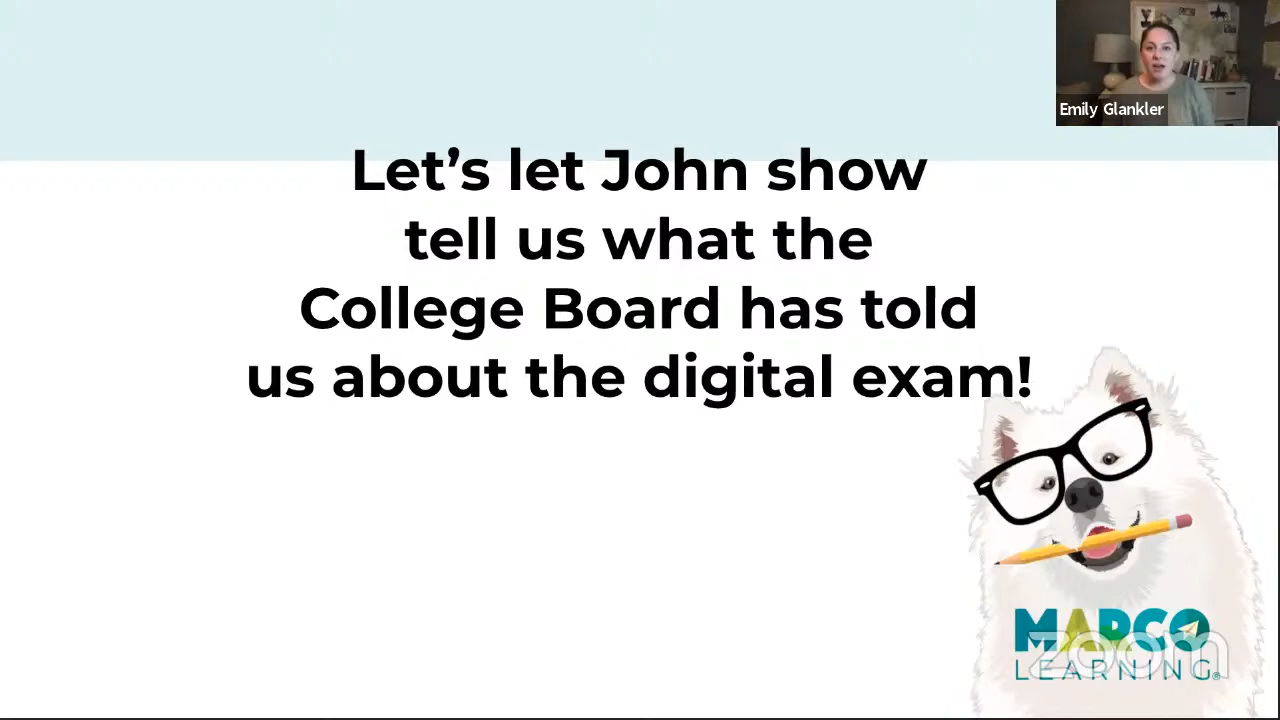 Emily Glankler
Let’s let John show
tell us what the
College Board has told
us about the digital exam!
MARCO
zoom
LEARNING®